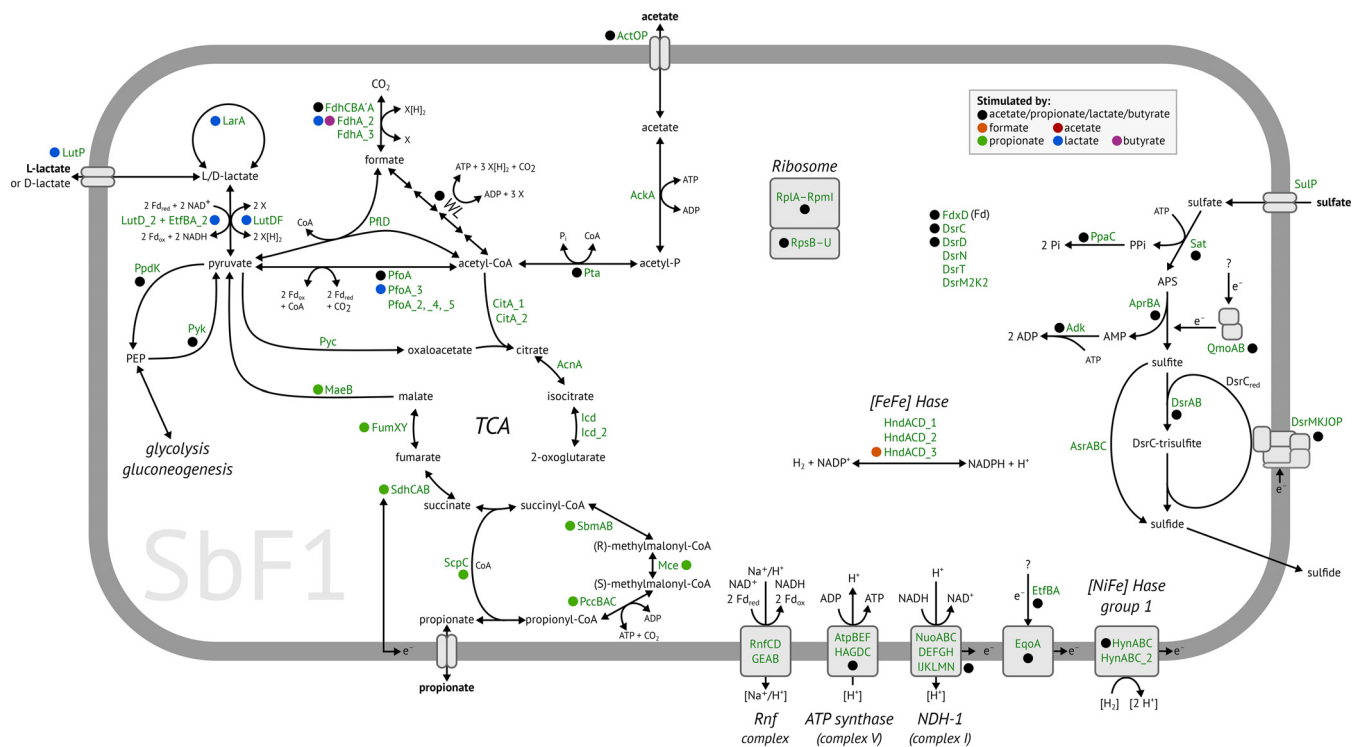 acetate
ActOP
CO₂
FdhCBA'A
FdhA_2
FdhA_3
X[H]₂
X
formate
LarA
LutP
L-lactate
or D-lactate
L/D-lactate
2 Fd_red + 2 NAD⁺
LutD_2 + EtfBA_2
2 Fd_ox + 2 NADH
2 X
LutDF
2 X[H]₂
ATP + 3 X[H]₂ + CO₂
ADP + 3 X
WL
CoA
PflD
acetate
AckA
ATP
ADP
Pi
CoA
Pta
acetyl-P
acetyl-CoA
pyruvate
PpdK
Pyk
PEP
2 Fd_ox
+ CoA
2 Fd_red
+ CO₂
PfoA
PfoA_3
PfoA_2, _4, _5
CitA_1
CitA_2
Pyc
oxaloacetate
citrate
AcnA
isocitrate
Icd
Icd_2
2-oxoglutarate
MaeB
malate
FumXY
fumarate
TCA
glycolysis
gluconeogenesis
SdhCAB
succinate
succinyl-CoA
SbmAB
(R)-methylmalonyl-CoA
Mce
(S)-methylmalonyl-CoA
ScpC
CoA
PccBAC
ADP
ATP + CO₂
propionate
propionyl-CoA
e⁻
propionate
SbF1
Stimulated by:
acetate/propionate/lactate/butyrate
formate
acetate
propionate
lactate
butyrate
Ribosome
RplA–RpmI
RpsB–U
FdxD (Fd)
DsrC
DsrD
DsrN
DsrT
DsrM2K2
SulP
sulfate
sulfate
ATP
PpaC
2 Pi
PPi
Sat
APS
?
e⁻
AprBA
e⁻
QmoAB
Adk
2 ADP
AMP
ATP
sulfite
DsrC_red
DsrAB
AsrABC
DsrC-trisulfite
DsrMKJOP
e⁻
sulfide
sulfide
[FeFe] Hase
HndACD_1
HndACD_2
HndACD_3
H₂ + NADP⁺
NADPH + H⁺
Na⁺/H⁺
NAD⁺
NADH
2 Fd_red
2 Fd_ox
RnfCD
GEAB
[Na⁺/H⁺]
Rnf
complex
H⁺
ADP
ATP
AtpBEF
HAGDC
[H⁺]
ATP synthase
(complex V)
H⁺
NADH
NAD⁺
NuoABC
DEFGH
IJKLMN
e⁻
[H⁺]
NDH-1
(complex I)
?
e⁻
EtfBA
EqoA
e⁻
[NiFe] Hase
group 1
HynABC
HynABC_2
e⁻
[H₂]
[2 H⁺]